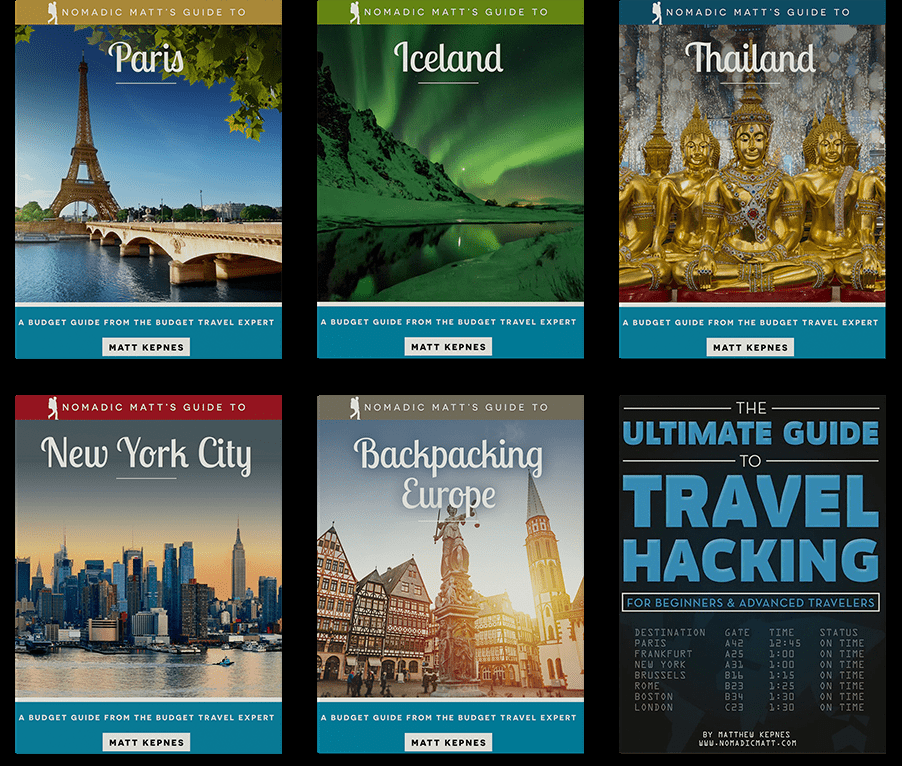 NOMADIC MATT'S GUIDE TO
Paris
A BUDGET GUIDE FROM THE BUDGET TRAVEL EXPERT
MATT KEPNES
NOMADIC MATT'S GUIDE TO
Iceland
A BUDGET GUIDE FROM THE BUDGET TRAVEL EXPERT
MATT KEPNES
NOMADIC MATT'S GUIDE TO
Thailand
A BUDGET GUIDE FROM THE BUDGET TRAVEL EXPERT
MATT KEPNES
NOMADIC MATT'S GUIDE TO
New York City
A BUDGET GUIDE FROM THE BUDGET TRAVEL EXPERT
MATT KEPNES
NOMADIC MATT'S GUIDE TO
Backpacking
Europe
A BUDGET GUIDE FROM THE BUDGET TRAVEL EXPERT
MATT KEPNES
THE
ULTIMATE GUIDE
TO
TRAVEL
HACKING
FOR BEGINNERS & ADVANCED TRAVELERS
DESTINATION GATE TIME STATUS
PARIS A42 12:45 ON TIME
FRANKFURT A25 1:00 ON TIME
NEW YORK A31 1:00 ON TIME
BRUSSELS B16 1:15 ON TIME
ROME B23 1:25 ON TIME
BOSTON B34 1:30 ON TIME
LONDON C23 1:30 ON TIME
BY MATTHEW KEPNES
WWW.NOMADICMATT.COM